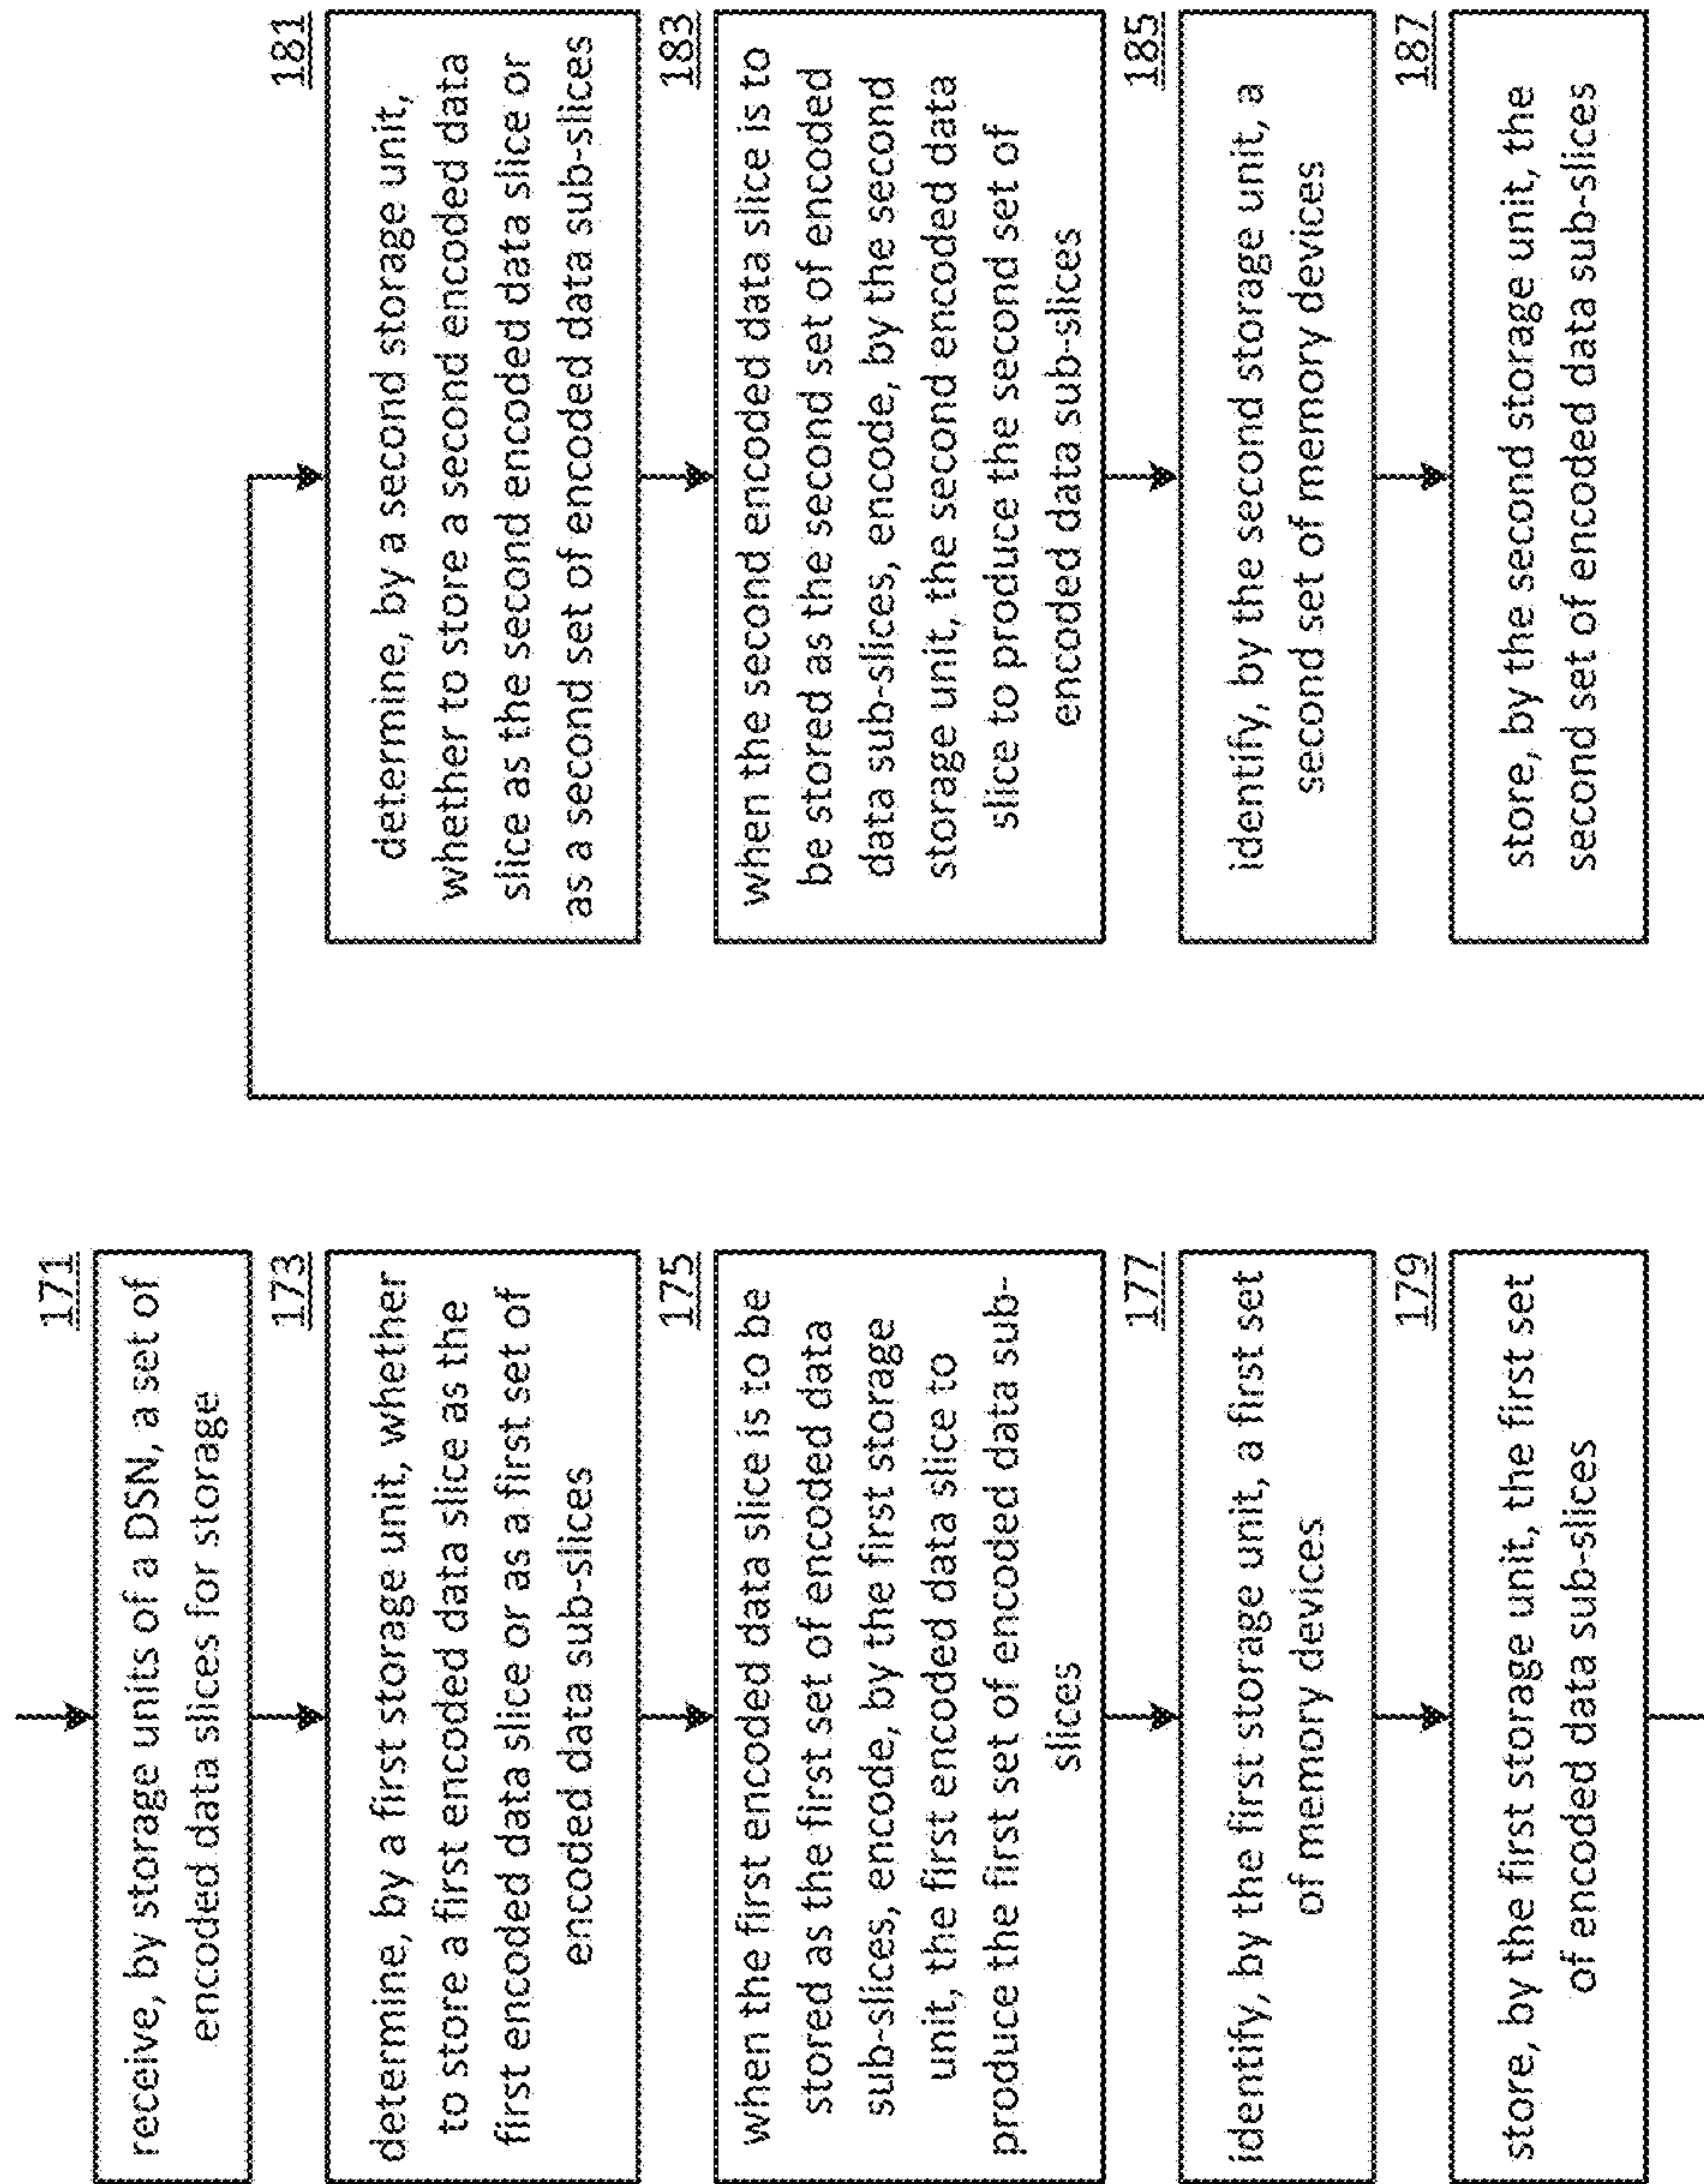 171
receive, by storage units of a DSN, a set of
encoded data slices for storage
173
determine, by a first storage unit, whether
to store a first encoded data slice as the
first encoded data slice or as a first set of
encoded data sub-slices
175
when the first encoded data slice is to be
stored as the first set of encoded data
sub-slices, encode, by the first storage
unit, the first encoded data slice to
produce the first set of encoded data sub-
slices
177
identify, by the first storage unit, a first set
of memory devices
179
store, by the first storage unit, the first set
of encoded data sub-slices
181
determine, by a second storage unit,
whether to store a second encoded data
slice as the second encoded data slice or
as a second set of encoded data sub-slices
183
when the second encoded data slice is to
be stored as the second set of encoded
data sub-slices, encode, by the second
storage unit, the second encoded data
slice to produce the second set of
encoded data sub-slices
185
identify, by the second storage unit, a
second set of memory devices
187
store, by the second storage unit, the
second set of encoded data sub-slices